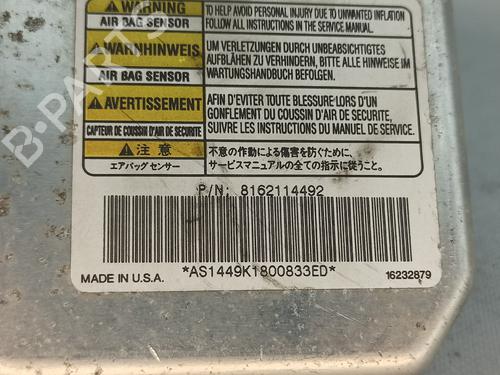 WARNING
AIR BAG SENSOR
TO HELP AVOID PERSONAL INJURY DUE TO UNWANTED INFLATION
FOLLOW ALL INSTRUCTIONS IN THE SERVICE MANUAL.
WARNHINWEIS
AIR BAG SENSOR
UM VERLETZUNGEN DURCH UNBEABSICHTIGTES
AUFBLÄHEN ZU VERHINDERN, BITTE ALLE HINWEISE IM
WARTUNGSHANDBUCH BEFOLGEN.
AVERTISSEMENT
CAPTEUR DE COUSSIN D'AIR DE SECURITE
AFIN D'EVITER TOUTE BLESSURE LORS D'UN
GONFLEMENT DU COUSSIN D'AIR DE SECURITE,
SUIVRE LES INSTRUCTIONS DU MANUEL DE SERVICE.
注意
エアバッグ センサー
不意の作動による傷害を防ぐために、
サービスマニュアルの全ての指示に従うこと。
P/N: 8162114492
*AS1449K1800833ED*
MADE IN U.S.A.
16232879
B-PARTS